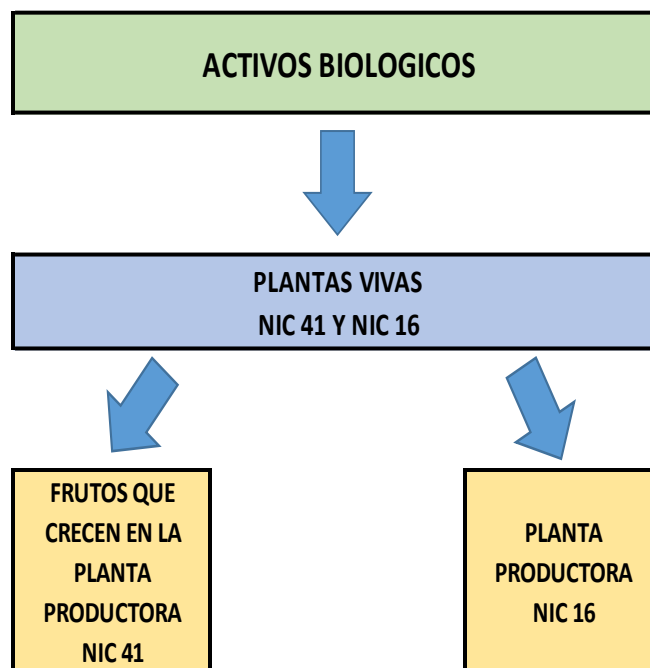 ACTIVOS BIOLOGICOS
PLANTAS VIVAS
NIC 41 Y NIC 16
FRUTOS QUE
CRECEN EN LA
PLANTA
PRODUCTORA
NIC 41
PLANTA
PRODUCTORA
NIC 16